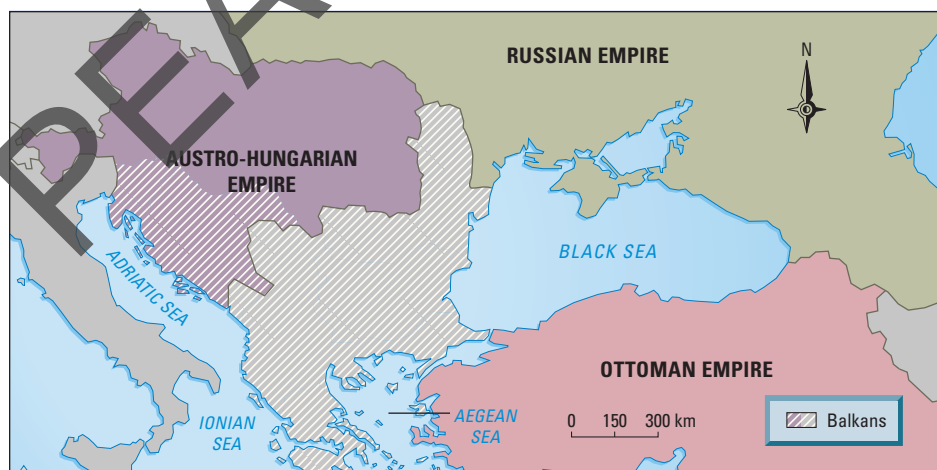 RUSSIAN EMPIRE
N
PEA
AUSTRO-HUNGARIAN
EMPIRE
BLACK SEA
ADRIATIC SEA
OTTOMAN EMPIRE
IONIAN
SEA
AEGEAN
SEA
0 150 300 km
Balkans